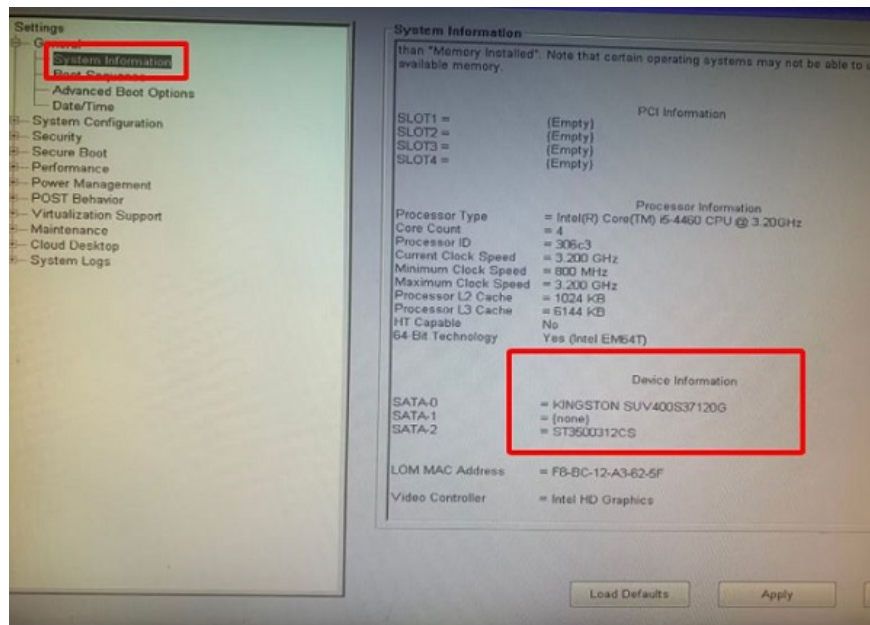 Settings
General
System Information
Boot Sequence
Advanced Boot Options
Date/Time
System Configuration
Security
Secure Boot
Performance
Power Management
POST Behavior
Virtualization Support
Maintenance
Cloud Desktop
System Logs
System Information
than "Memory Installed". Note that certain operating systems may not be able to
available memory.
PCI Information
SLOT1 = (Empty)
SLOT2 = (Empty)
SLOT3 = (Empty)
SLOT4 = (Empty)
Processor Information
Processor Type = Intel(R) Core(TM) i5-4460 CPU @ 3.20GHz
Core Count = 4
Processor ID = 306c3
Current Clock Speed = 3.200 GHz
Minimum Clock Speed = 800 MHz
Maximum Clock Speed = 3.200 GHz
Processor L2 Cache = 1024 KB
Processor L3 Cache = 6144 KB
HT Capable No
64-Bit Technology Yes (Intel EM64T)
Device Information
SATA-0 = KINGSTON SUV400S37120G
SATA-1 = {none}
SATA-2 = ST3500312CS
LOM MAC Address = F8-BC-12-A3-62-5F
Video Controller = Intel HD Graphics
Load Defaults
Apply